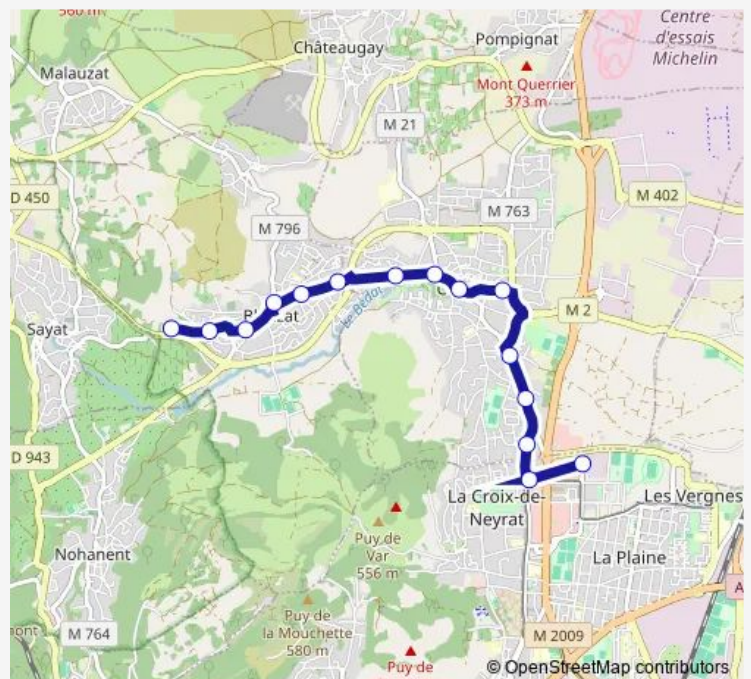 560 m
Centre
d'essais
Michelin
Châteaugay
Pompignat
Malauzat
Mont Querrier
373 m
M 21
D 450
M 402
M 763
M 796
Sayat
Le Bédat
M 2
D 943
La Croix-de-
Neyrat
Les Vergnes
Puy de
Var
556 m
La Plaine
Nohanent
Puy de
la Mouchette
580 m
M 764
M 2009
A
Puy de
© OpenStreetMap contributors